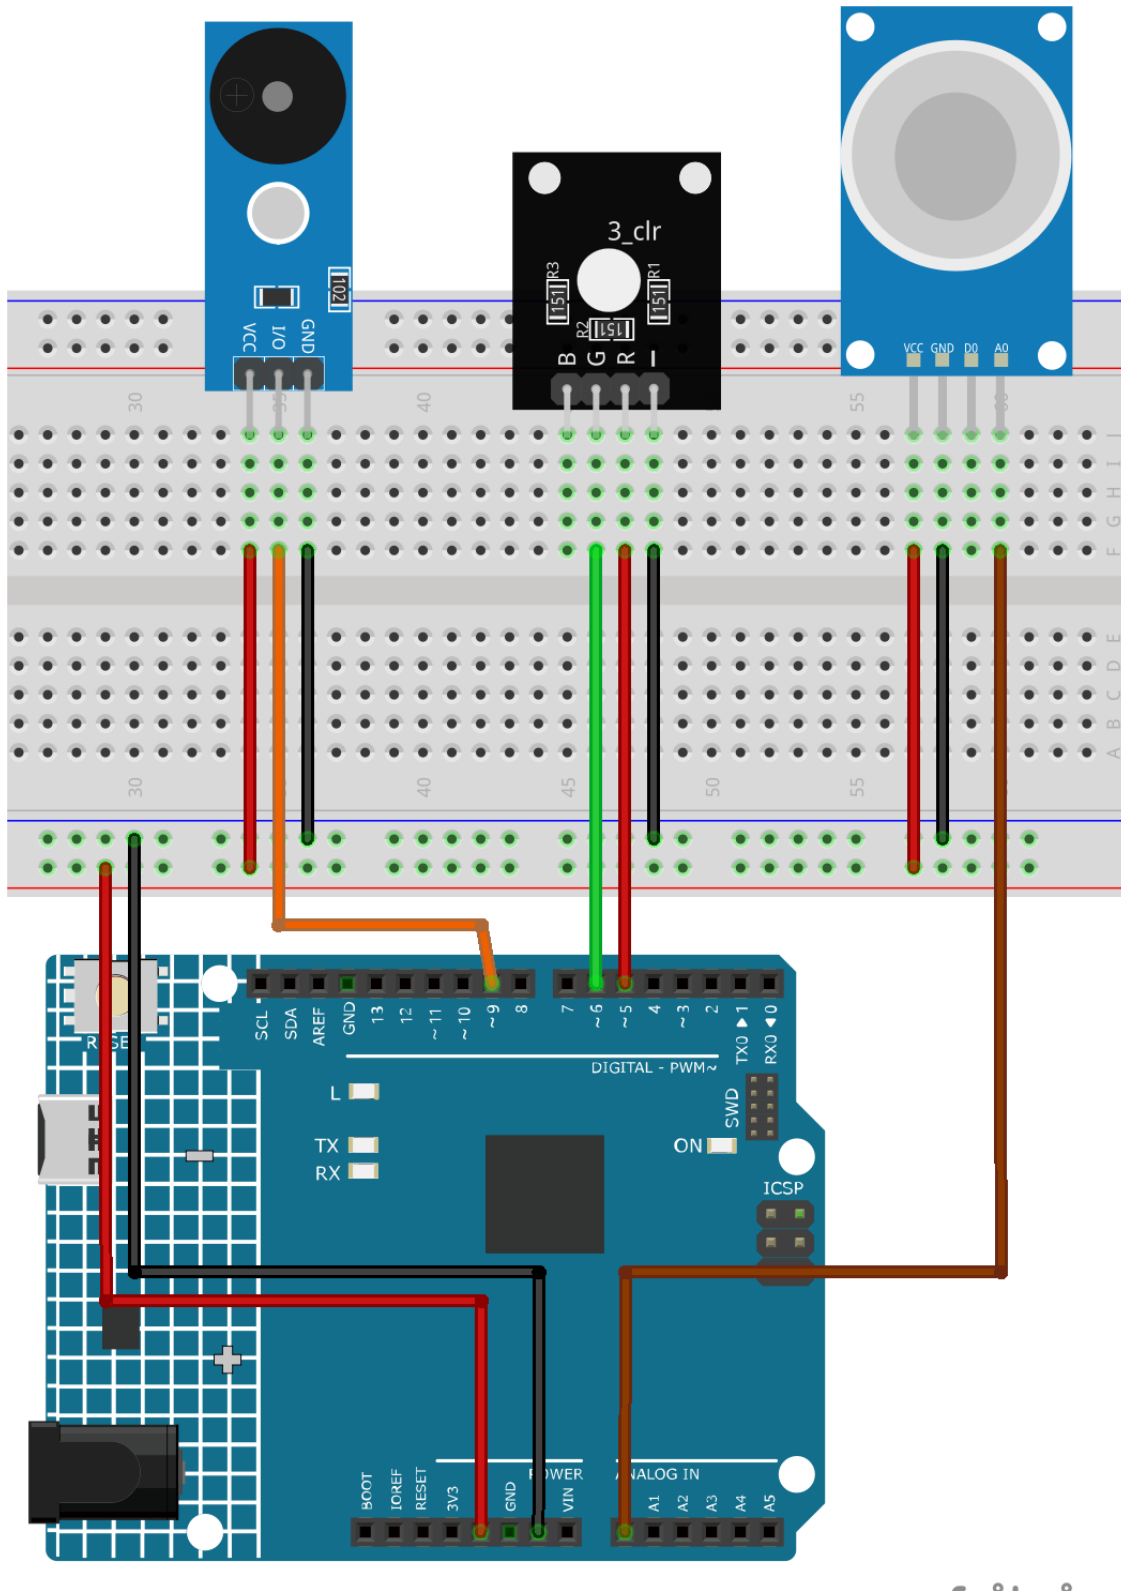 3_clr
R3
R1
151
151
R2
151
102
VCC
I/O
GND
B
G
R
VCC
GND
D0
A0
30
40
55
J
I
H
G
F
E
D
C
B
A
30
40
45
50
55
SCL
SDA
AREF
GND
13
12
~11
~10
~9
8
7
~6
~5
4
~3
2
TX0 ▶ 1
RX0 ◀ 0
DIGITAL - PWM~
L
TX
RX
ON
SWD
ICSP
BOOT
IOREF
RESET
3V3
GND
VIN
POWER
ANALOG IN
A1
A2
A3
A4
A5